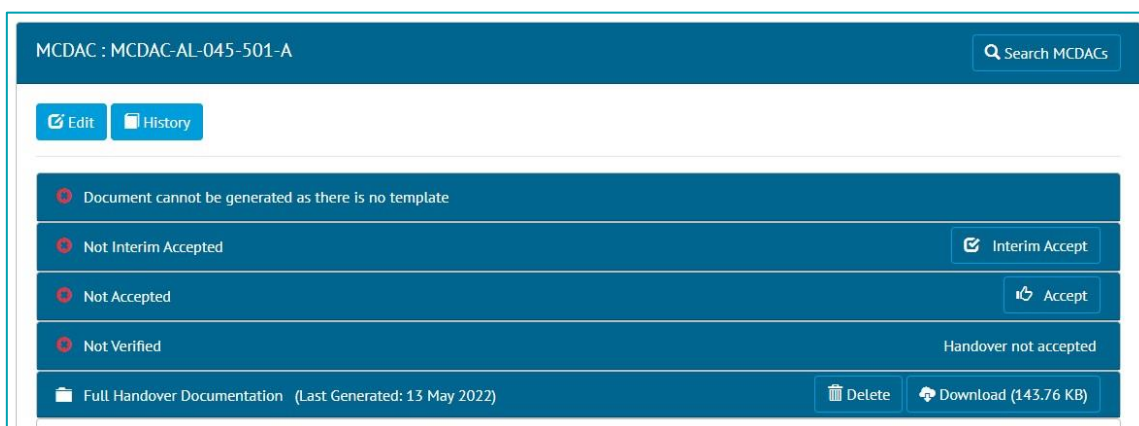 MCDAC : MCDAC-AL-045-501-A Search MCDACs
Edit History
Document cannot be generated as there is no template
Not Interim Accepted Interim Accept
Not Accepted Accept
Not Verified Handover not accepted
Full Handover Documentation (Last Generated: 13 May 2022) Delete Download (143.76 KB)